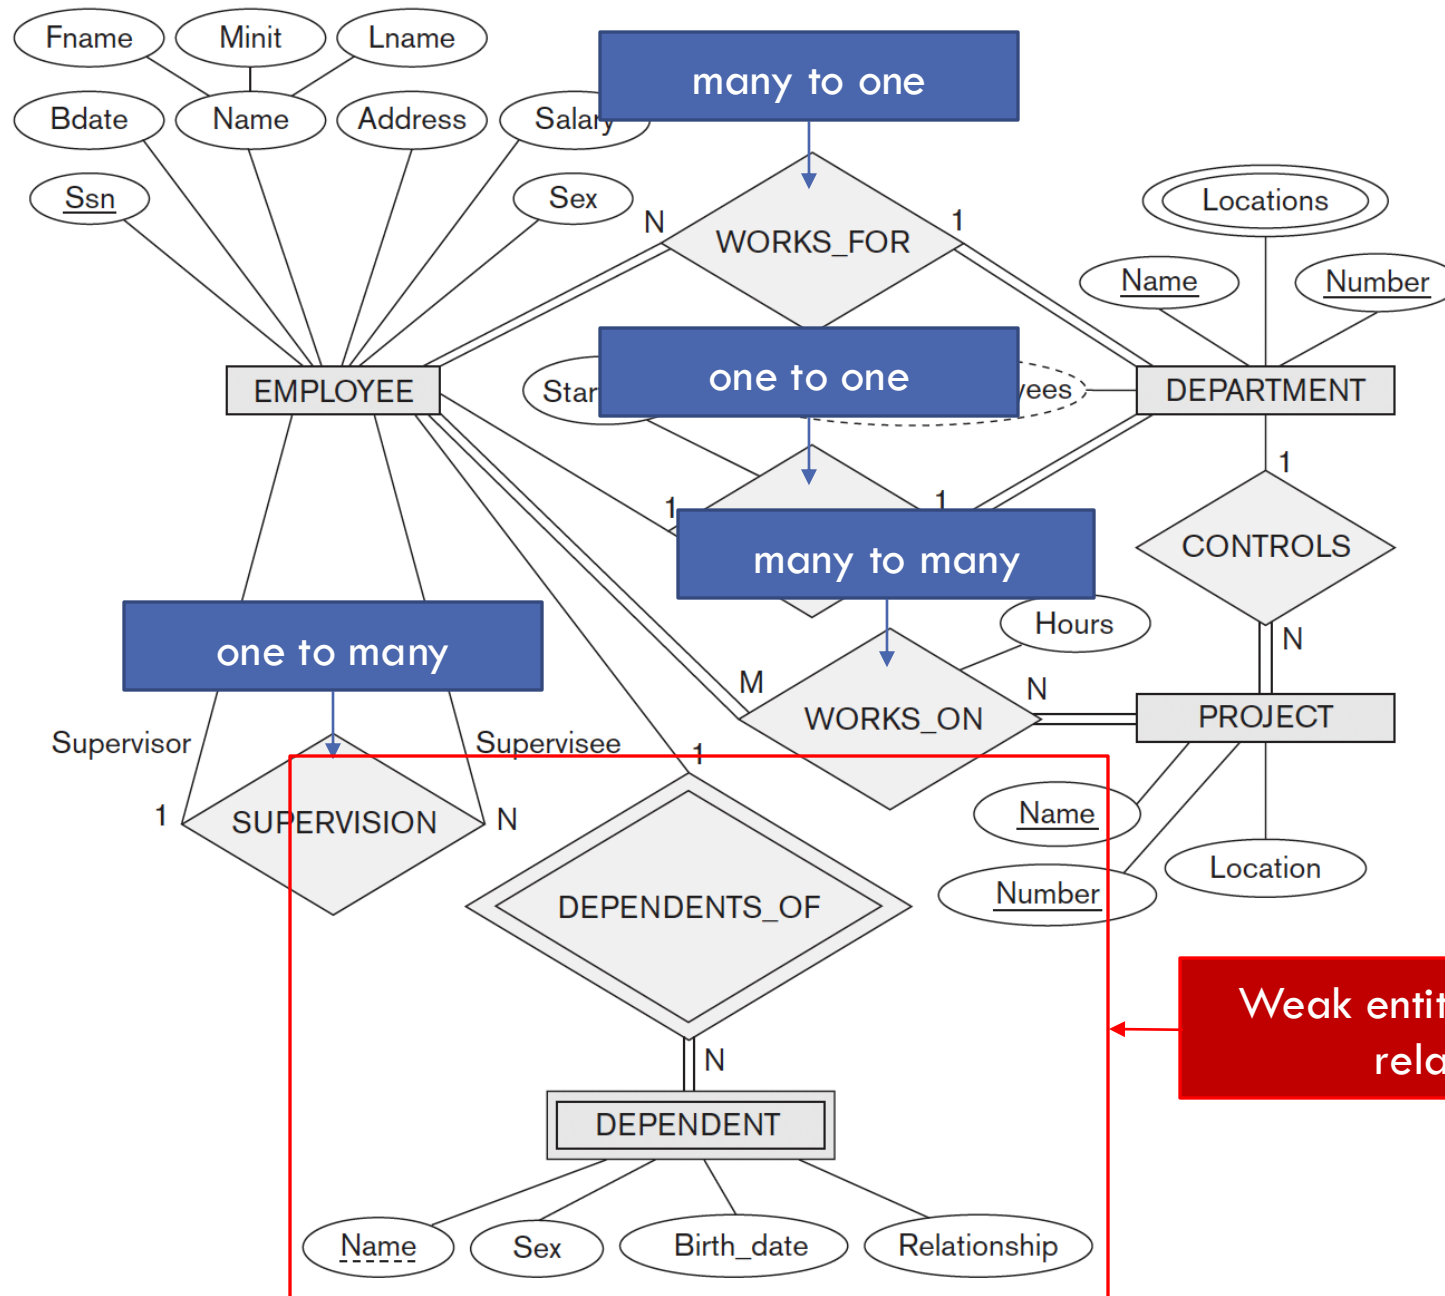 Fname
Minit
Lname
many to one
Bdate
Name
Address
Salary
Ssn
Sex
N
1
WORKS_FOR
Locations
Name
Number
EMPLOYEE
one to one
DEPARTMENT
1
1
1
many to many
CONTROLS
Hours
N
one to many
M
N
WORKS_ON
PROJECT
Supervisor
Supervisee
1
1
SUPERVISION
N
Name
Location
Number
DEPENDENTS_OF
Weak
N
DEPENDENT
Name
Sex
Birth_date
Relationship